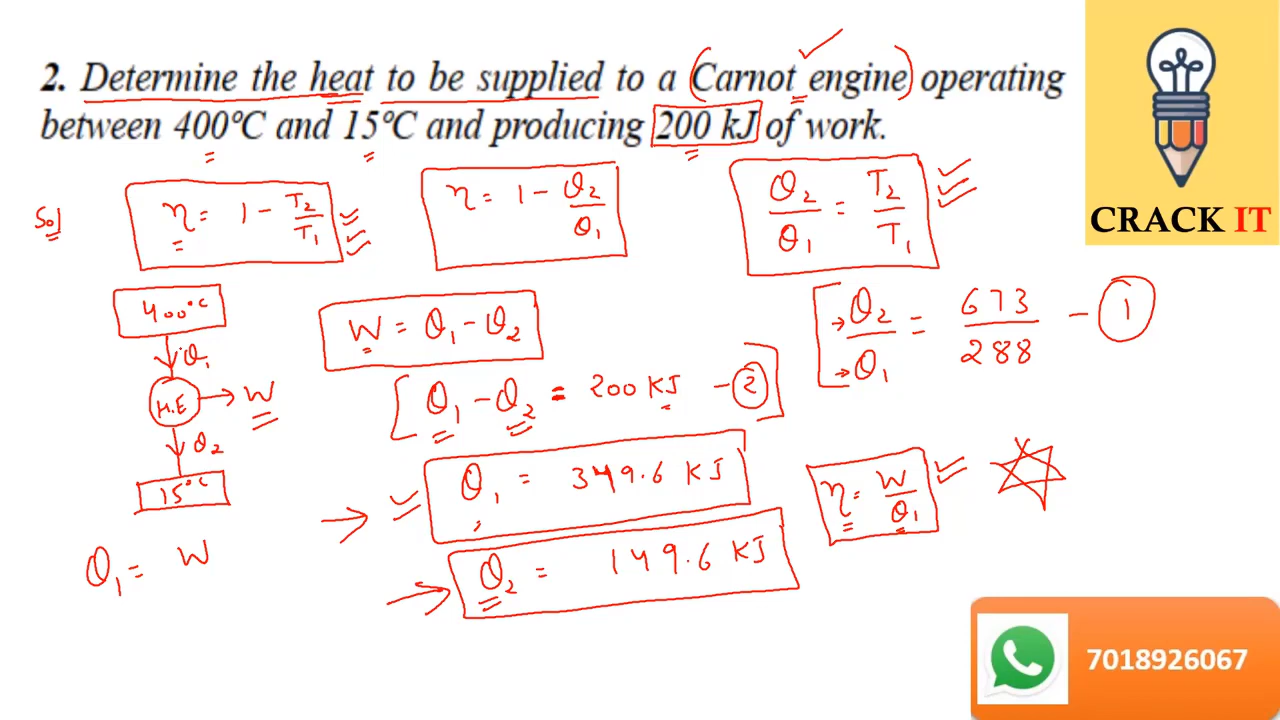 2. Determine the heat to be supplied to a (Carnot engine) operating
between 400°C and 15°C and producing 200 kJ of work.
CRACK IT
Sol
η = 1 - T2/T1
η = 1 - Q2/Q1
Q2/Q1 = T2/T1
400°C
Q1
H.E → W
Q2
15°C
W = Q1 - Q2
Q2/Q1 = 673/288 - 1
Q1 - Q2 = 200 KJ - 2
Q1 = 349.6 KJ
η = W/Q1
Q2 = 149.6 KJ
Q1 = W
7018926067